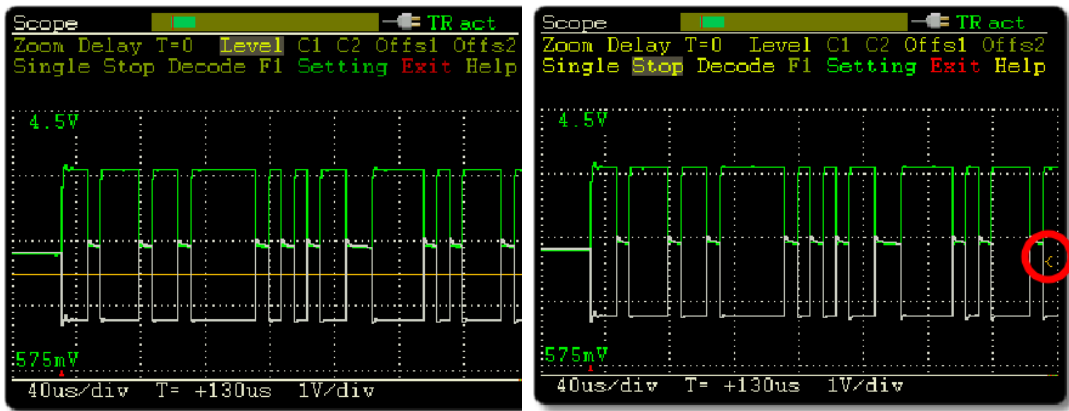 Scope TR act
Zoom Delay T=0 Level C1 C2 Offs1 Offs2
Single Stop Decode F1 Setting Exit Help
4.5V
575mV
40us/div T= +130us 1V/div
Scope TR act
Zoom Delay T=0 Level C1 C2 Offs1 Offs2
Single Stop Decode F1 Setting Exit Help
4.5V
575mV
40us/div T= +130us 1V/div